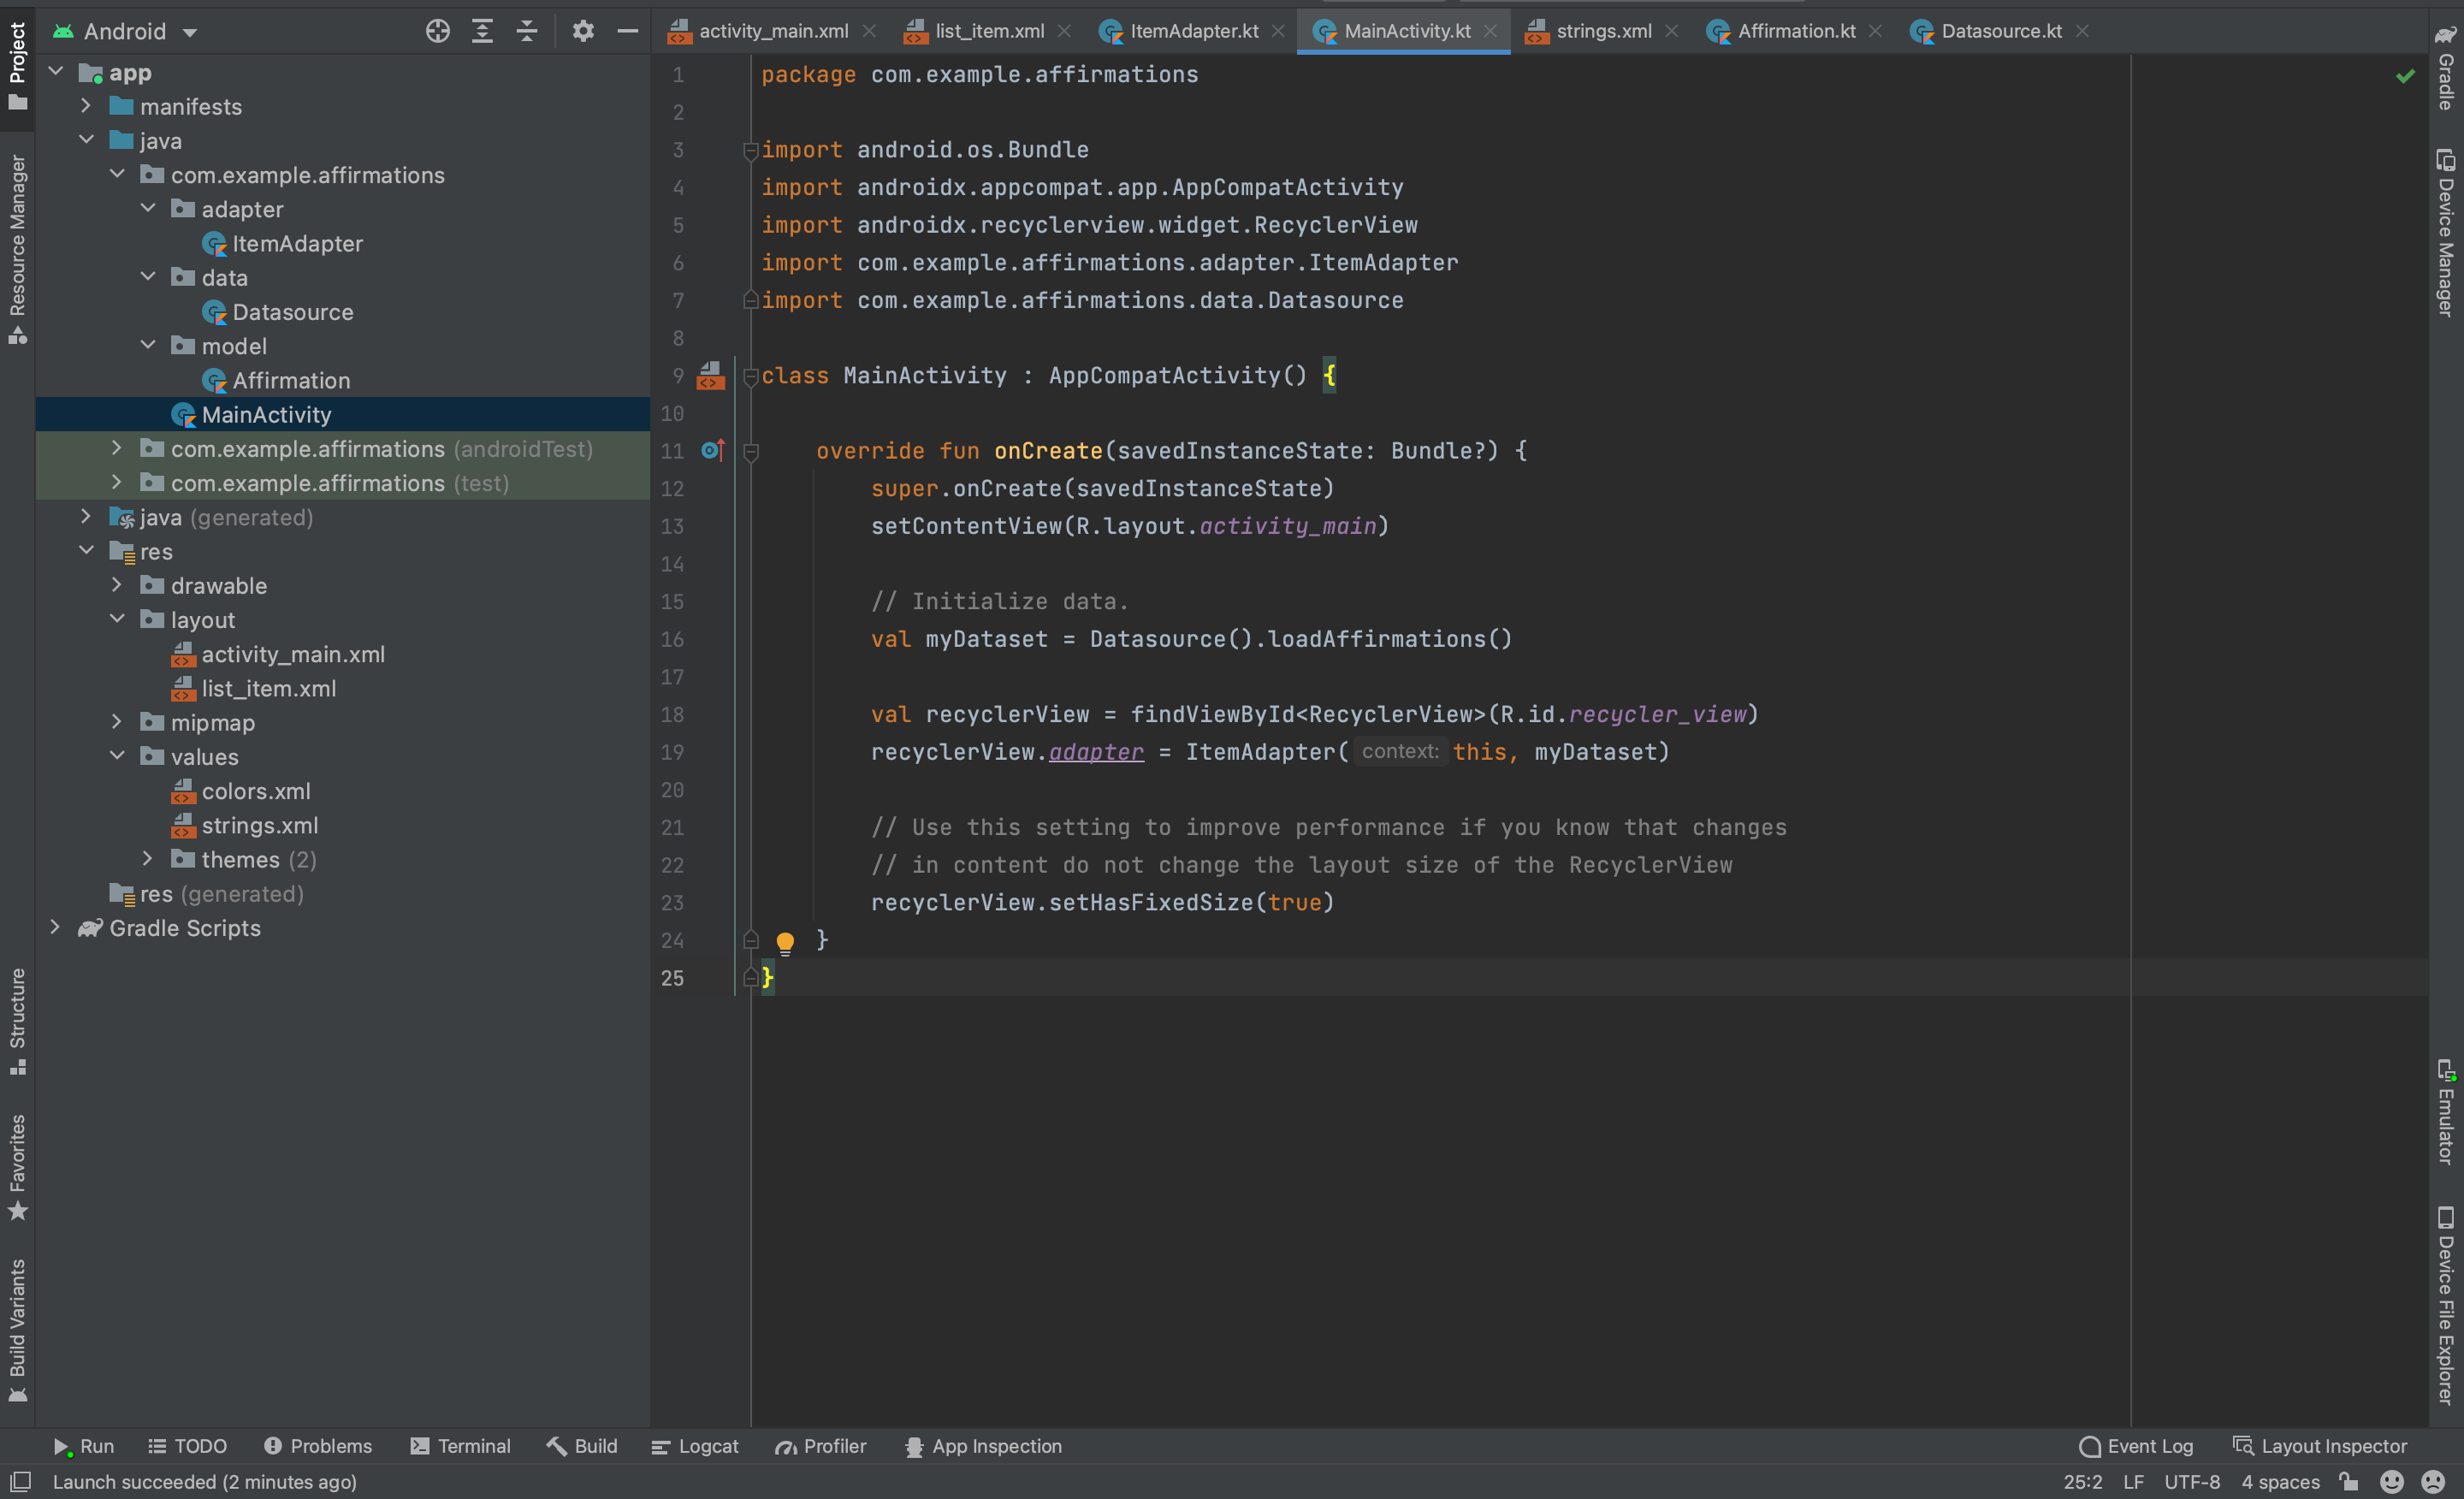 Android
activity_main.xml
list_item.xml
ItemAdapter.kt
MainActivity.kt
strings.xml
Affirmation.kt
Datasource.kt
Project
Resource Manager
Structure
Favorites
Build Variants
app
manifests
java
com.example.affirmations
adapter
ItemAdapter
data
Datasource
model
Affirmation
MainActivity
com.example.affirmations (androidTest)
com.example.affirmations (test)
java (generated)
res
drawable
layout
activity_main.xml
list_item.xml
mipmap
values
colors.xml
strings.xml
themes (2)
res (generated)
Gradle Scripts
1 package com.example.affirmations
2
3 import android.os.Bundle
4 import androidx.appcompat.app.AppCompatActivity
5 import androidx.recyclerview.widget.RecyclerView
6 import com.example.affirmations.adapter.ItemAdapter
7 import com.example.affirmations.data.Datasource
8
9 class MainActivity : AppCompatActivity() {
10
11 override fun onCreate(savedInstanceState: Bundle?) {
12 super.onCreate(savedInstanceState)
13 setContentView(R.layout.activity_main)
14
15 // Initialize data.
16 val myDataset = Datasource().loadAffirmations()
17
18 val recyclerView = findViewById<RecyclerView>(R.id.recycler_view)
19 recyclerView.adapter = ItemAdapter( context: this, myDataset)
20
21 // Use this setting to improve performance if you know that changes
22 // in content do not change the layout size of the RecyclerView
23 recyclerView.setHasFixedSize(true)
24 }
25 }
Gradle
Device Manager
Emulator
Device File Explorer
Run
TODO
Problems
Terminal
Build
Logcat
Profiler
App Inspection
Event Log
Layout Inspector
Launch succeeded (2 minutes ago)
25:2 LF UTF-8 4 spaces